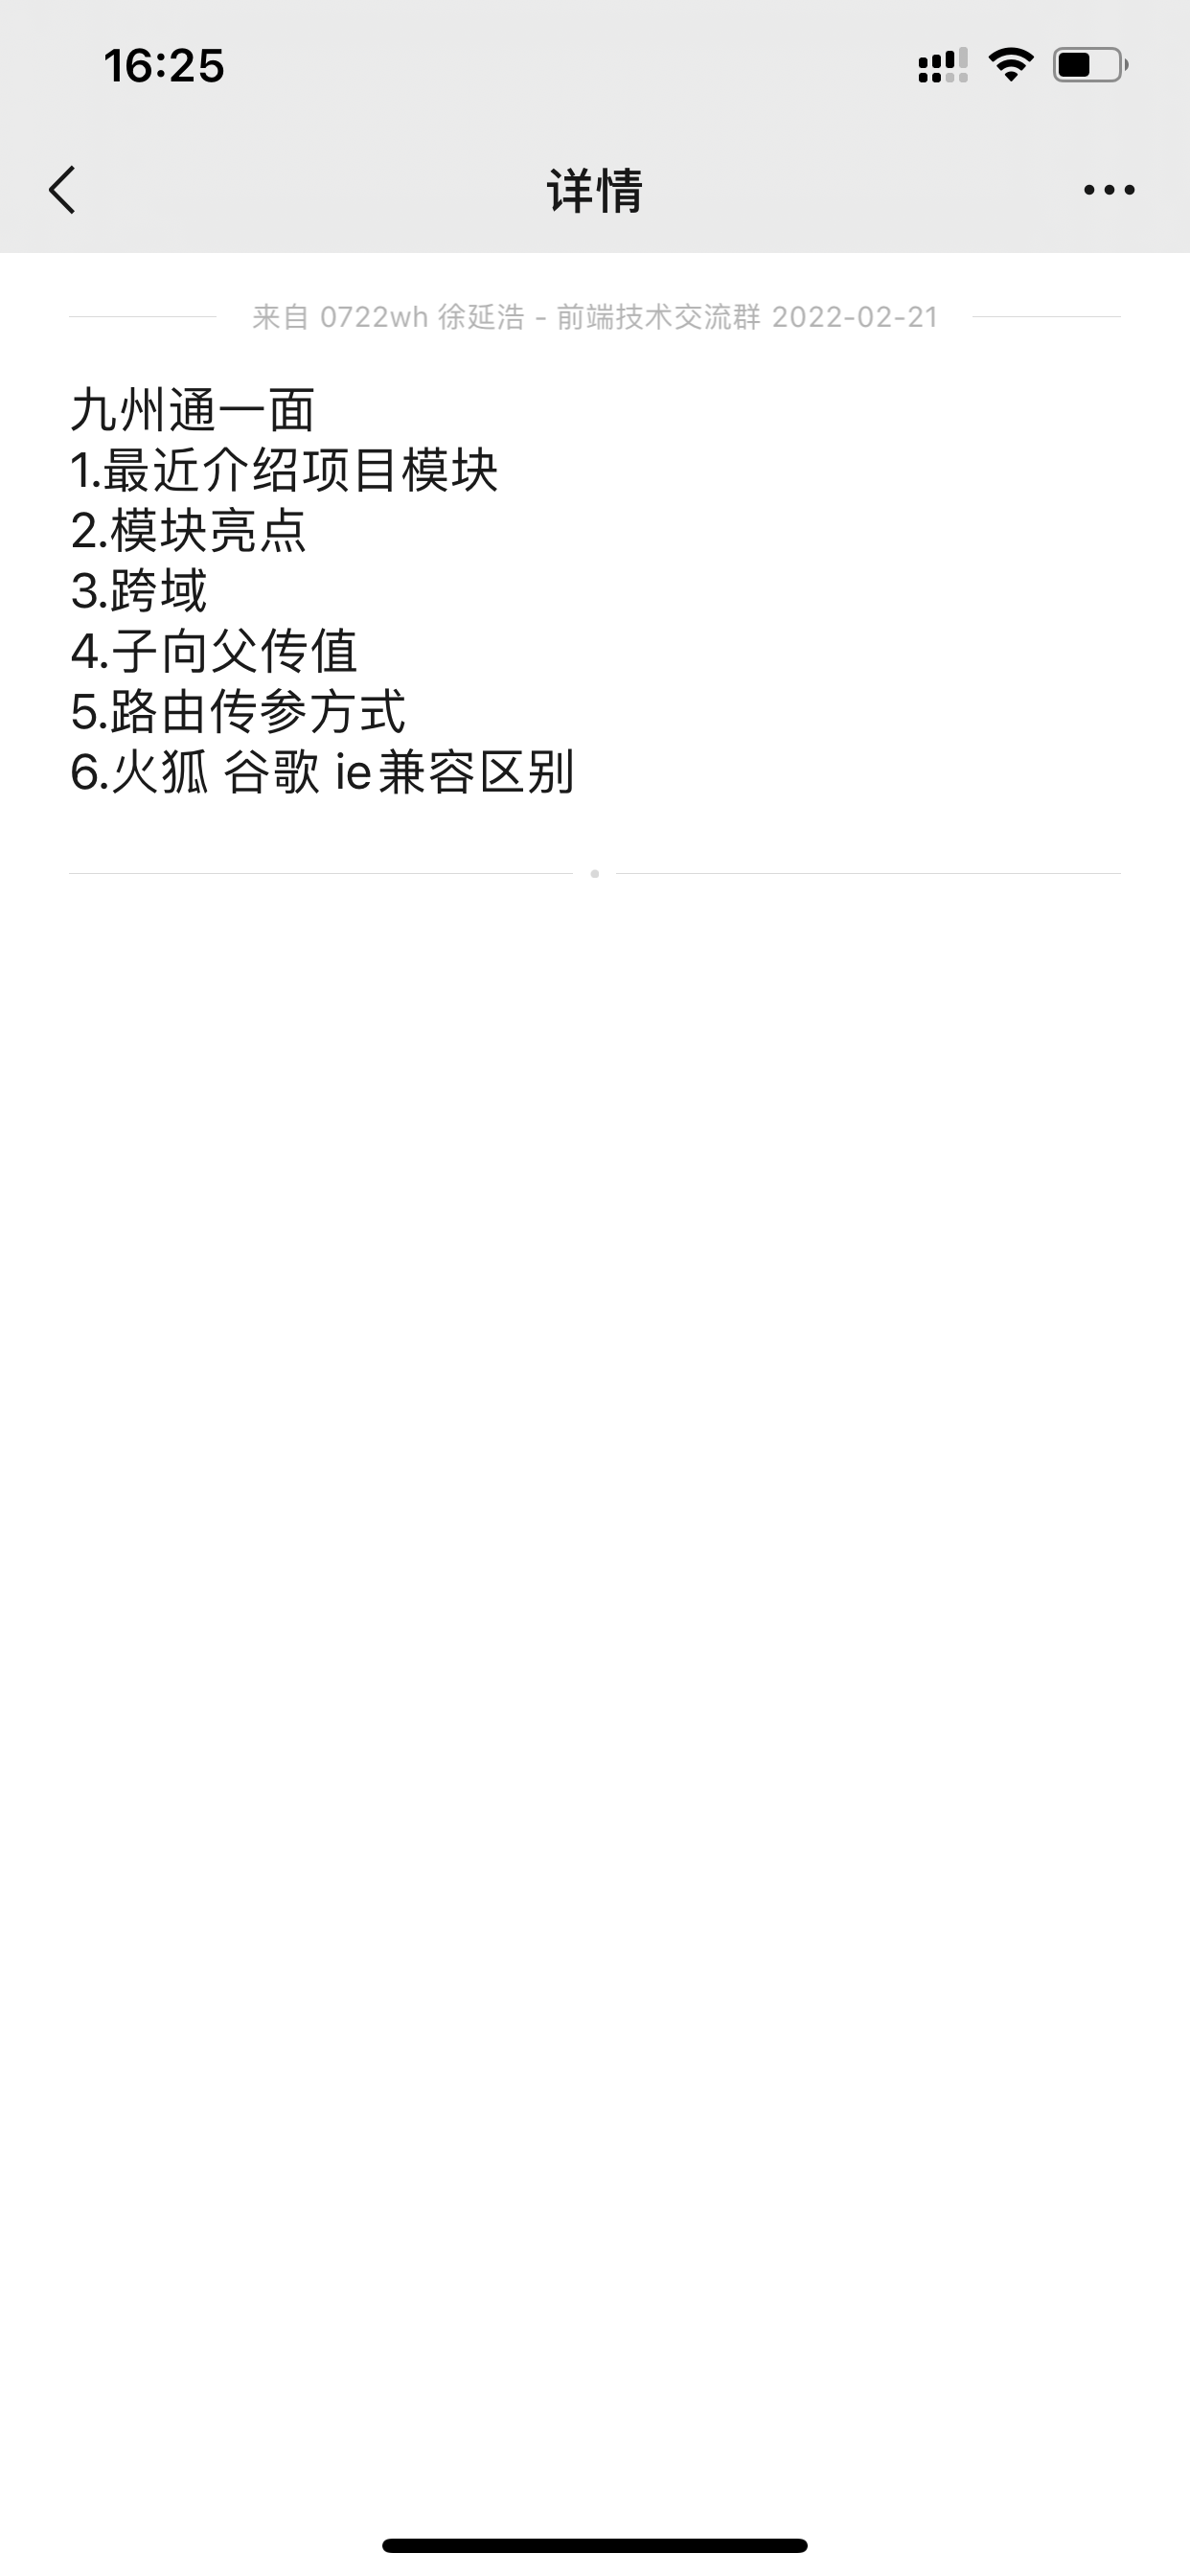 16:25
详情
来自 0722wh 徐延浩 - 前端技术交流群 2022-02-21
九州通一面
1.最近介绍项目模块
2.模块亮点
3.跨域
4.子向父传值
5.路由传参方式
6.火狐 谷歌 ie兼容区别